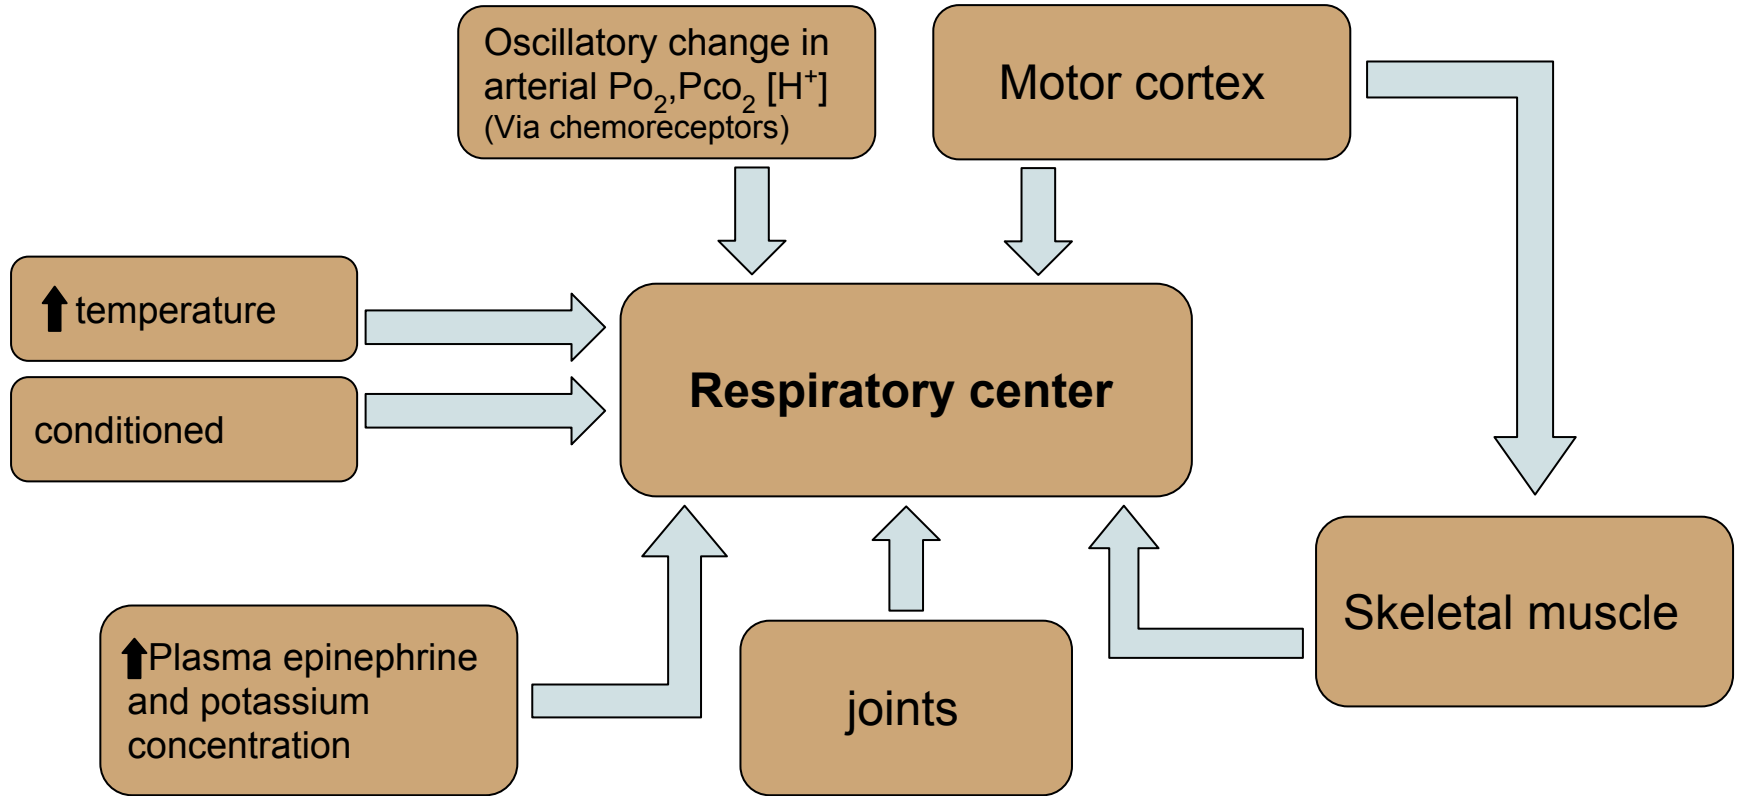 Oscillatory change in
arterial Po₂,Pco₂ [H⁺]
(Via chemoreceptors)
Motor cortex
temperature
conditioned
Respiratory center
Plasma epinephrine
and potassium
concentration
joints
Skeletal muscle